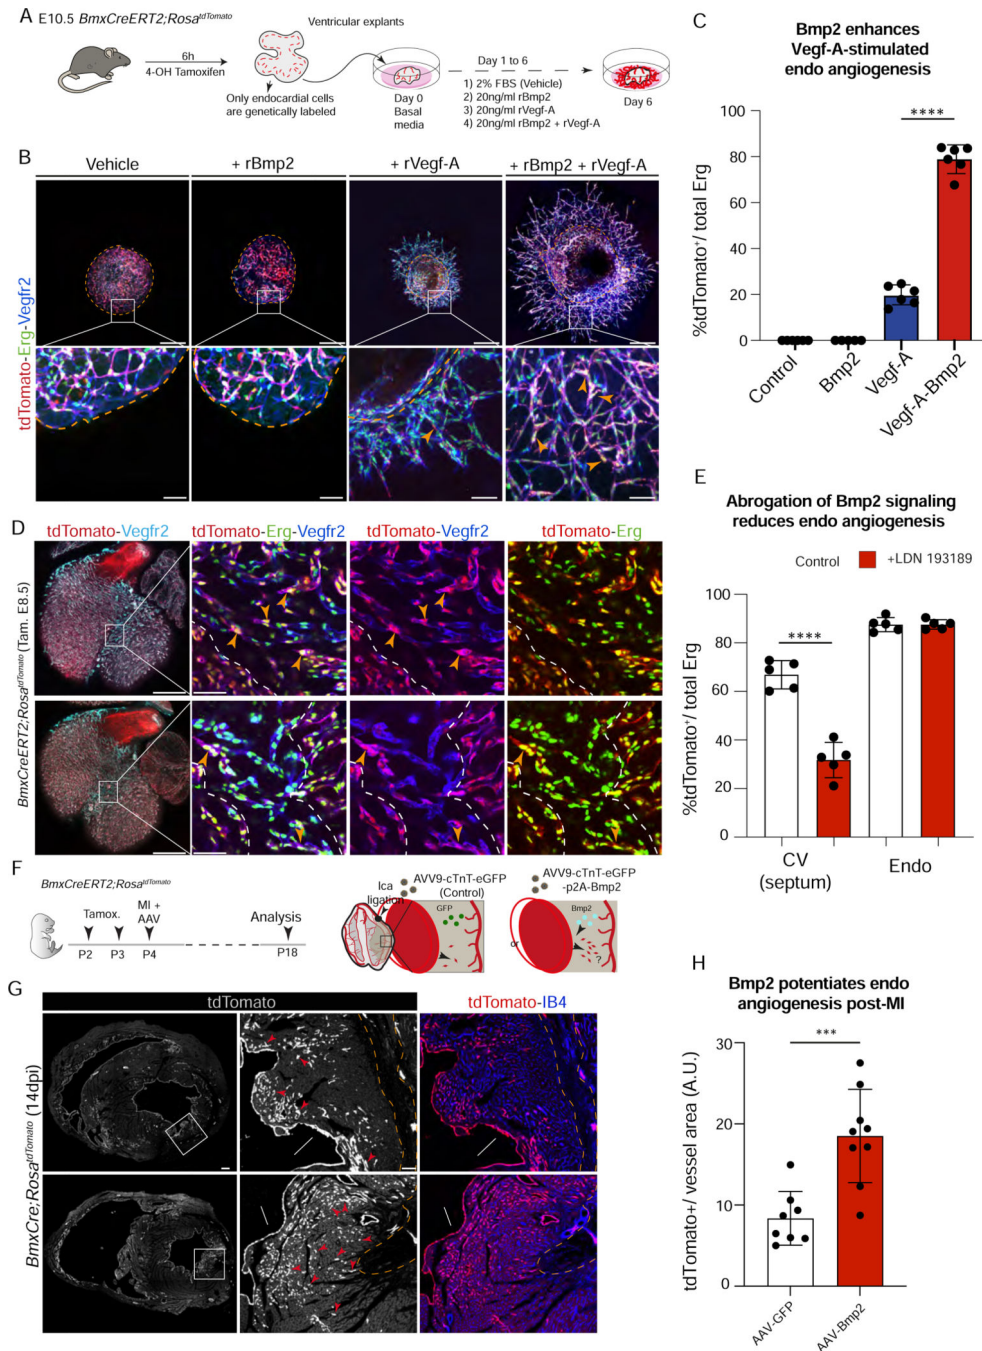 A E10.5 BmxCreERT2;Rosa^tdTomato
Ventricular explants
6h
4-OH Tamoxifen
Only endocardial cells
are genetically labeled
Day 0
Basal
media
Day 1 to 6
1) 2% FBS (Vehicle)
2) 20ng/ml rBmp2
3) 20ng/ml rVegf-A
4) 20ng/ml rBmp2 + rVegf-A
Day 6
B
Vehicle
+ rBmp2
+ rVegf-A
+ rBmp2 + rVegf-A
tdTomato-Erg-Vegfr2
C
Bmp2 enhances
Vegf-A-stimulated
endo angiogenesis
****
%tdTomato⁺/ total Erg
100
80
60
40
20
0
Control
Bmp2
Vegf-A
Vegf-A-Bmp2
D
tdTomato-Vegfr2
tdTomato-Erg-Vegfr2
tdTomato-Vegfr2
tdTomato-Erg
BmxCreERT2;Rosa^tdTomato (Tam. E8.5)
E
Abrogation of Bmp2 signaling
reduces endo angiogenesis
Control
+LDN 193189
****
%tdTomato⁺/ total Erg
100
80
60
40
20
0
CV
(septum)
Endo
F
BmxCreERT2;Rosa^tdTomato
Tamox.
MI +
AAV
Analysis
P2
P3
P4
P18
lca
ligation
AVV9-cTnT-eGFP
(Control)
GFP
or
AVV9-cTnT-eGFP
-p2A-Bmp2
Bmp2
?
G
tdTomato
tdTomato-IB4
BmxCre;Rosa^tdTomato (14dpi)
H
Bmp2 potentiates endo
angiogenesis post-MI
***
tdTomato+/ vessel area (A.U.)
30
20
10
0
AAV-GFP
AAV-Bmp2